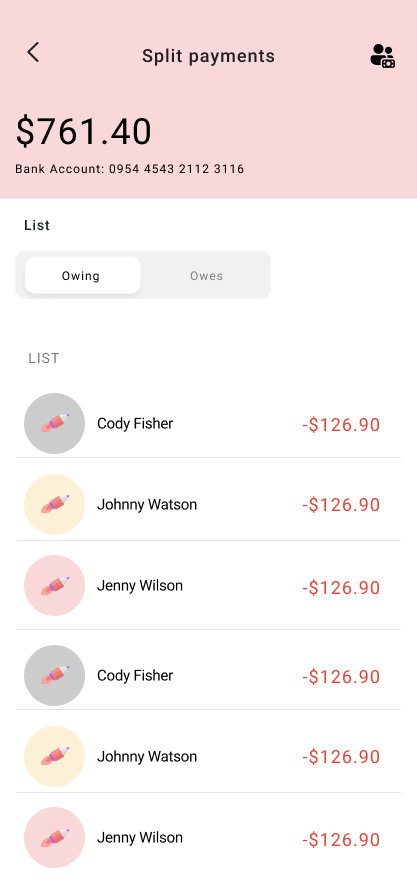 Split payments
$761.40
Bank Account: 0954 4543 2112 3116
List
Owing Owes
LIST
Cody Fisher -$126.90
Johnny Watson -$126.90
Jenny Wilson -$126.90
Cody Fisher -$126.90
Johnny Watson -$126.90
Jenny Wilson -$126.90